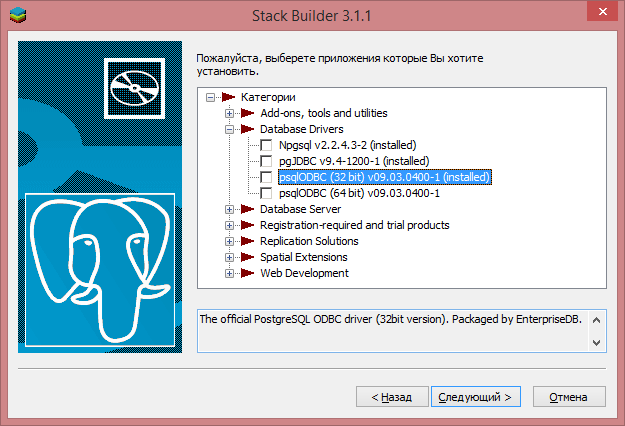 Stack Builder 3.1.1
Пожалуйста, выберете приложения которые Вы хотите
установить.
Категории
Add-ons, tools and utilities
Database Drivers
Npgsql v2.2.4.3-2 (installed)
pgJDBC v9.4-1200-1 (installed)
psqlODBC (32 bit) v09.03.0400-1 (installed)
psqlODBC (64 bit) v09.03.0400-1
Database Server
Registration-required and trial products
Replication Solutions
Spatial Extensions
Web Development
The official PostgreSQL ODBC driver (32bit version). Packaged by EnterpriseDB.
< Назад Следующий > Отмена